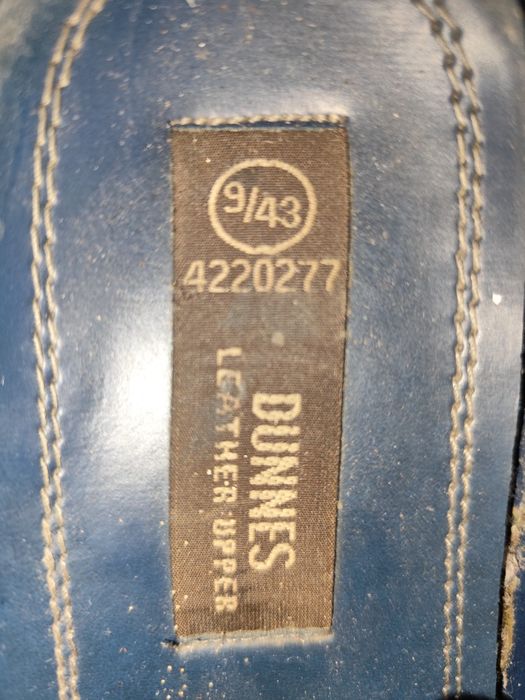 9/43
4220277
DUNNES
LEATHER UPPER